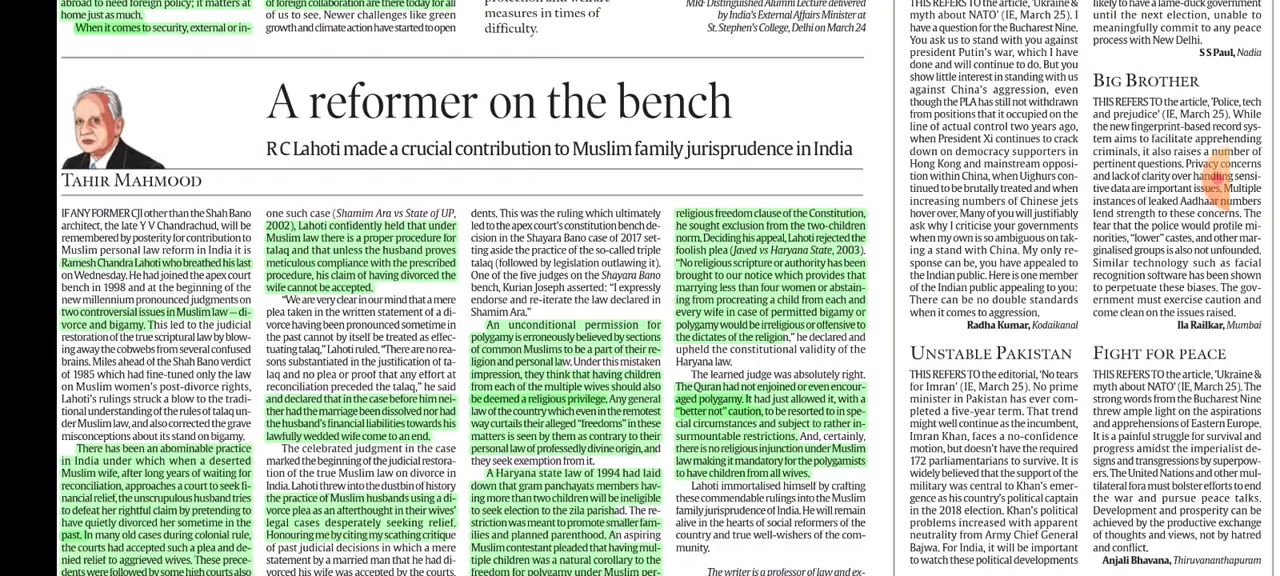 abroad to need foreign policy; it matters at
home just as much.
When it comes to security, external or in-
of foreign collaboration are there today for all
of us to see. Newer challenges like green
growth and climate action have started to open
measures in times of
difficulty.
MRF Distinguished Alumni Lecture delivered
by India's External Affairs Minister at
St. Stephen's College, Delhi on March 24
A reformer on the bench
R C Lahoti made a crucial contribution to Muslim family jurisprudence in India
TAHIR MAHMOOD
IF ANY FORMER CJI other than the Shah Bano
architect, the late Y V Chandrachud, will be
remembered by posterity for contribution to
Muslim personal law reform in India it is
Ramesh Chandra Lahoti who breathed his last
on Wednesday. He had joined the apex court
bench in 1998 and at the beginning of the
new millennium pronounced judgments on
two controversial issues in Muslim law — di-
vorce and bigamy. This led to the judicial
restoration of the true scriptural law by blow-
ing away the cobwebs from several confused
brains. Miles ahead of the Shah Bano verdict
of 1985 which had fine-tuned only the law
on Muslim women's post-divorce rights,
Lahoti's rulings struck a blow to the tradi-
tional understanding of the rules of talaq un-
der Muslim law, and also corrected the grave
misconceptions about its stand on bigamy.
There has been an abominable practice
in India under which when a deserted
Muslim wife, after long years of waiting for
reconciliation, approaches a court to seek fi-
nancial relief, the unscrupulous husband tries
to defeat her rightful claim by pretending to
have quietly divorced her sometime in the
past. In many old cases during colonial rule,
the courts had accepted such a plea and de-
nied relief to aggrieved wives. These prece-
dents were followed by some high courts also
one such case (Shamim Ara vs State of UP,
2002), Lahoti confidently held that under
Muslim law there is a proper procedure for
talaq and that unless the husband proves
meticulous compliance with the prescribed
procedure, his claim of having divorced the
wife cannot be accepted.
"We are very clear in our mind that a mere
plea taken in the written statement of a di-
vorce having been pronounced sometime in
the past cannot by itself be treated as effec-
tuating talaq," Lahoti ruled, "There are no rea-
sons substantiated in the justification of ta-
laq and no plea or proof that any effort at
reconciliation preceded the talaq," he said
and declared that in the case before him nei-
ther had the marriage been dissolved nor had
the husband's financial liabilities towards his
lawfully wedded wife come to an end.
The celebrated judgment in the case
marked the beginning of the judicial restora-
tion of the true Muslim law on divorce in
India. Lahoti threw into the dustbin of history
the practice of Muslim husbands using a di-
vorce plea as an afterthought in their wives'
legal cases desperately seeking relief.
Honouring me by citing my scathing critique
of past judicial decisions in which a mere
statement by a married man that he had di-
vorced his wife was accepted by the courts,
dents. This was the ruling which ultimately
led to the apex court's constitution bench de-
cision in the Shayara Bano case of 2017 set-
ting aside the practice of the so-called triple
talaq (followed by legislation outlawing it).
One of the five judges on the Shayara Bano
bench, Kurian Joseph asserted: "I expressly
endorse and re-iterate the law declared in
Shamim Ara."
An unconditional permission for
polygamy is erroneously believed by sections
of common Muslims to be a part of their re-
ligion and personal law. Under this mistaken
impression, they think that having children
from each of the multiple wives should also
be deemed a religious privilege. Any general
law of the country which even in the remotest
way curtails their alleged "freedoms" in these
matters is seen by them as contrary to their
personal law of professedly divine origin, and
they seek exemption from it.
A Haryana state law of 1994 had laid
down that gram panchayats members hav-
ing more than two children will be ineligible
to seek election to the zila parishad. The re-
striction was meant to promote smaller fam-
ilies and planned parenthood. An aspiring
Muslim contestant pleaded that having mul-
tiple children was a natural corollary to the
freedom for polygamy under Muslim per-
religious freedom clause of the Constitution,
he sought exclusion from the two-children
norm. Deciding his appeal, Lahoti rejected the
foolish plea (Javed vs Haryana State, 2003).
"No religious scripture or authority has been
brought to our notice which provides that
marrying less than four women or abstain-
ing from procreating a child from each and
every wife in case of permitted bigamy or
polygamy would be irreligious or offensive to
the dictates of the religion," he declared and
upheld the constitutional validity of the
Haryana law.
The learned judge was absolutely right.
The Quran had not enjoined or even encour-
aged polygamy. It had just allowed it, with a
"better not" caution, to be resorted to in spe-
cial circumstances and subject to rather in-
surmountable restrictions. And, certainly,
there is no religious injunction under Muslim
law making it mandatory for the polygamists
to have children from all wives.
Lahoti immortalised himself by crafting
these commendable rulings into the Muslim
family jurisprudence of India. He will remain
alive in the hearts of social reformers of the
country and true well-wishers of the com-
munity.
The writer is a professor of law and ex-
THIS REFERS TO the article, 'Ukraine &
myth about NATO' (IE, March 25). I
have a question for the Bucharest Nine.
You ask us to stand with you against
president Putin's war, which I have
done and will continue to do. But you
show little interest in standing with us
against China's aggression, even
though the PLA has still not withdrawn
from positions that it occupied on the
line of actual control two years ago,
when President Xi continues to crack
down on democracy supporters in
Hong Kong and mainstream opposi-
tion within China, when Uighurs con-
tinued to be brutally treated and when
increasing numbers of Chinese jets
hover over. Many of you will justifiably
ask why I criticise your governments
when my own is so ambiguous on tak-
ing a stand with China. My only re-
sponse can be, you have appealed to
the Indian public. Here is one member
of the Indian public appealing to you:
There can be no double standards
when it comes to aggression.
Radha Kumar, Kodaikanal
UNSTABLE PAKISTAN
THIS REFERS TO the editorial, 'No tears
for Imran' (IE, March 25). No prime
minister in Pakistan has ever com-
pleted a five-year term. That trend
might well continue as the incumbent,
Imran Khan, faces a no-confidence
motion, but doesn't have the required
172 parliamentarians to survive. It is
widely believed that the support of the
military was central to Khan's emer-
gence as his country's political captain
in the 2018 election. Khan's political
problems increased with apparent
neutrality from Army Chief General
Bajwa. For India, it will be important
to watch these political developments
likely to have a lame-duck government
until the next election, unable to
meaningfully commit to any peace
process with New Delhi.
S S Paul, Nadia
BIG BROTHER
THIS REFERS TO the article, 'Police, tech
and prejudice' (IE, March 25). While
the new fingerprint-based record sys-
tem aims to facilitate apprehending
criminals, it also raises a number of
pertinent questions. Privacy concerns
and lack of clarity over handling sensi-
tive data are important issues. Multiple
instances of leaked Aadhaar numbers
lend strength to these concerns. The
fear that the police would profile mi-
norities, "lower" castes, and other mar-
ginalised groups is also not unfounded.
Similar technology such as facial
recognition software has been shown
to perpetuate these biases. The gov-
ernment must exercise caution and
come clean on the issues raised.
Ila Railkar, Mumbai
FIGHT FOR PEACE
THIS REFERS TO the article, 'Ukraine &
myth about NATO' (IE, March 25). The
strong words from the Bucharest Nine
threw ample light on the aspirations
and apprehensions of Eastern Europe.
It is a painful struggle for survival and
progress amidst the imperialist de-
signs and transgressions by superpow-
ers. The United Nations and other mul-
tilateral fora must bolster efforts to end
the war and pursue peace talks.
Development and prosperity can be
achieved by the productive exchange
of thoughts and views, not by hatred
and conflict.
Anjali Bhavana, Thiruvananthapuram